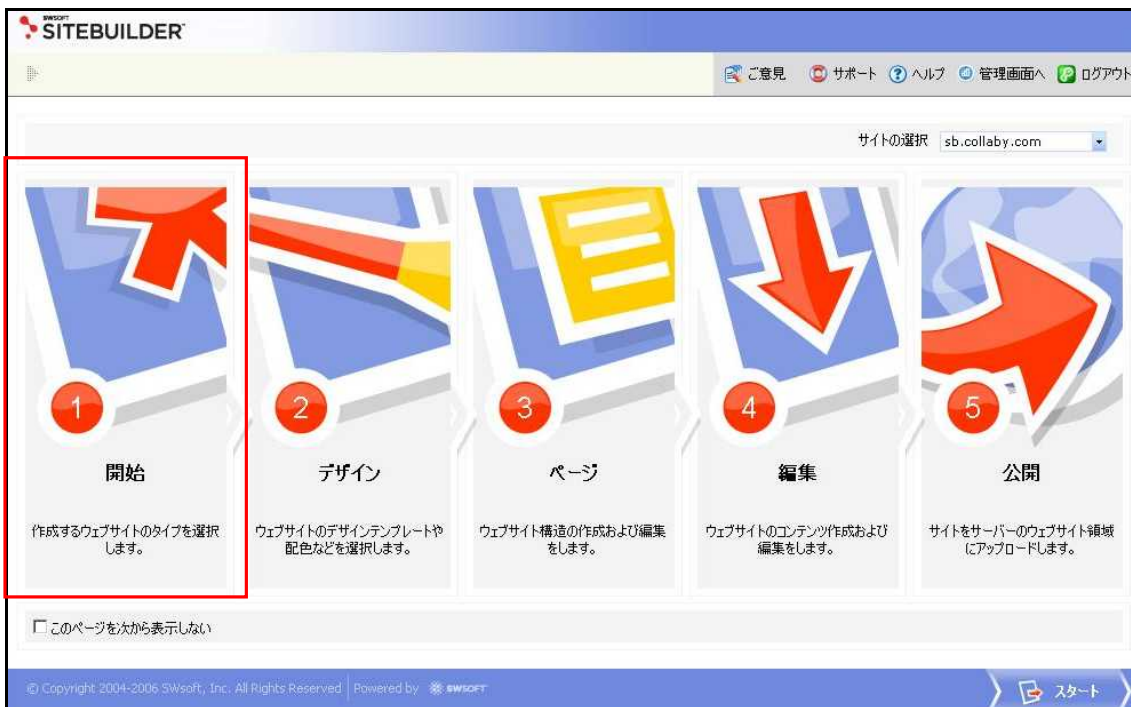 SWSOFT
SITEBUILDER
ご意見 サポート ヘルプ 管理画面へ ログアウト
サイトの選択 sb.collaby.com
1
開始
作成するウェブサイトのタイプを選択
します。
2
デザイン
ウェブサイトのデザインテンプレートや
配色などを選択します。
3
ページ
ウェブサイト構造の作成および編集
をします。
4
編集
ウェブサイトのコンテンツ作成および
編集をします。
5
公開
サイトをサーバーのウェブサイト領域
にアップロードします。
このページを次から表示しない
© Copyright 2004-2006 SWsoft, Inc. All Rights Reserved | Powered by SWSOFT
スタート